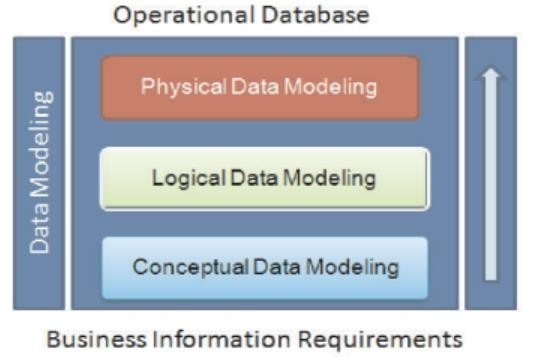 Operational Database
Data Modeling
Physical Data Modeling
Logical Data Modeling
Conceptual Data Modeling
Business Information Requirements